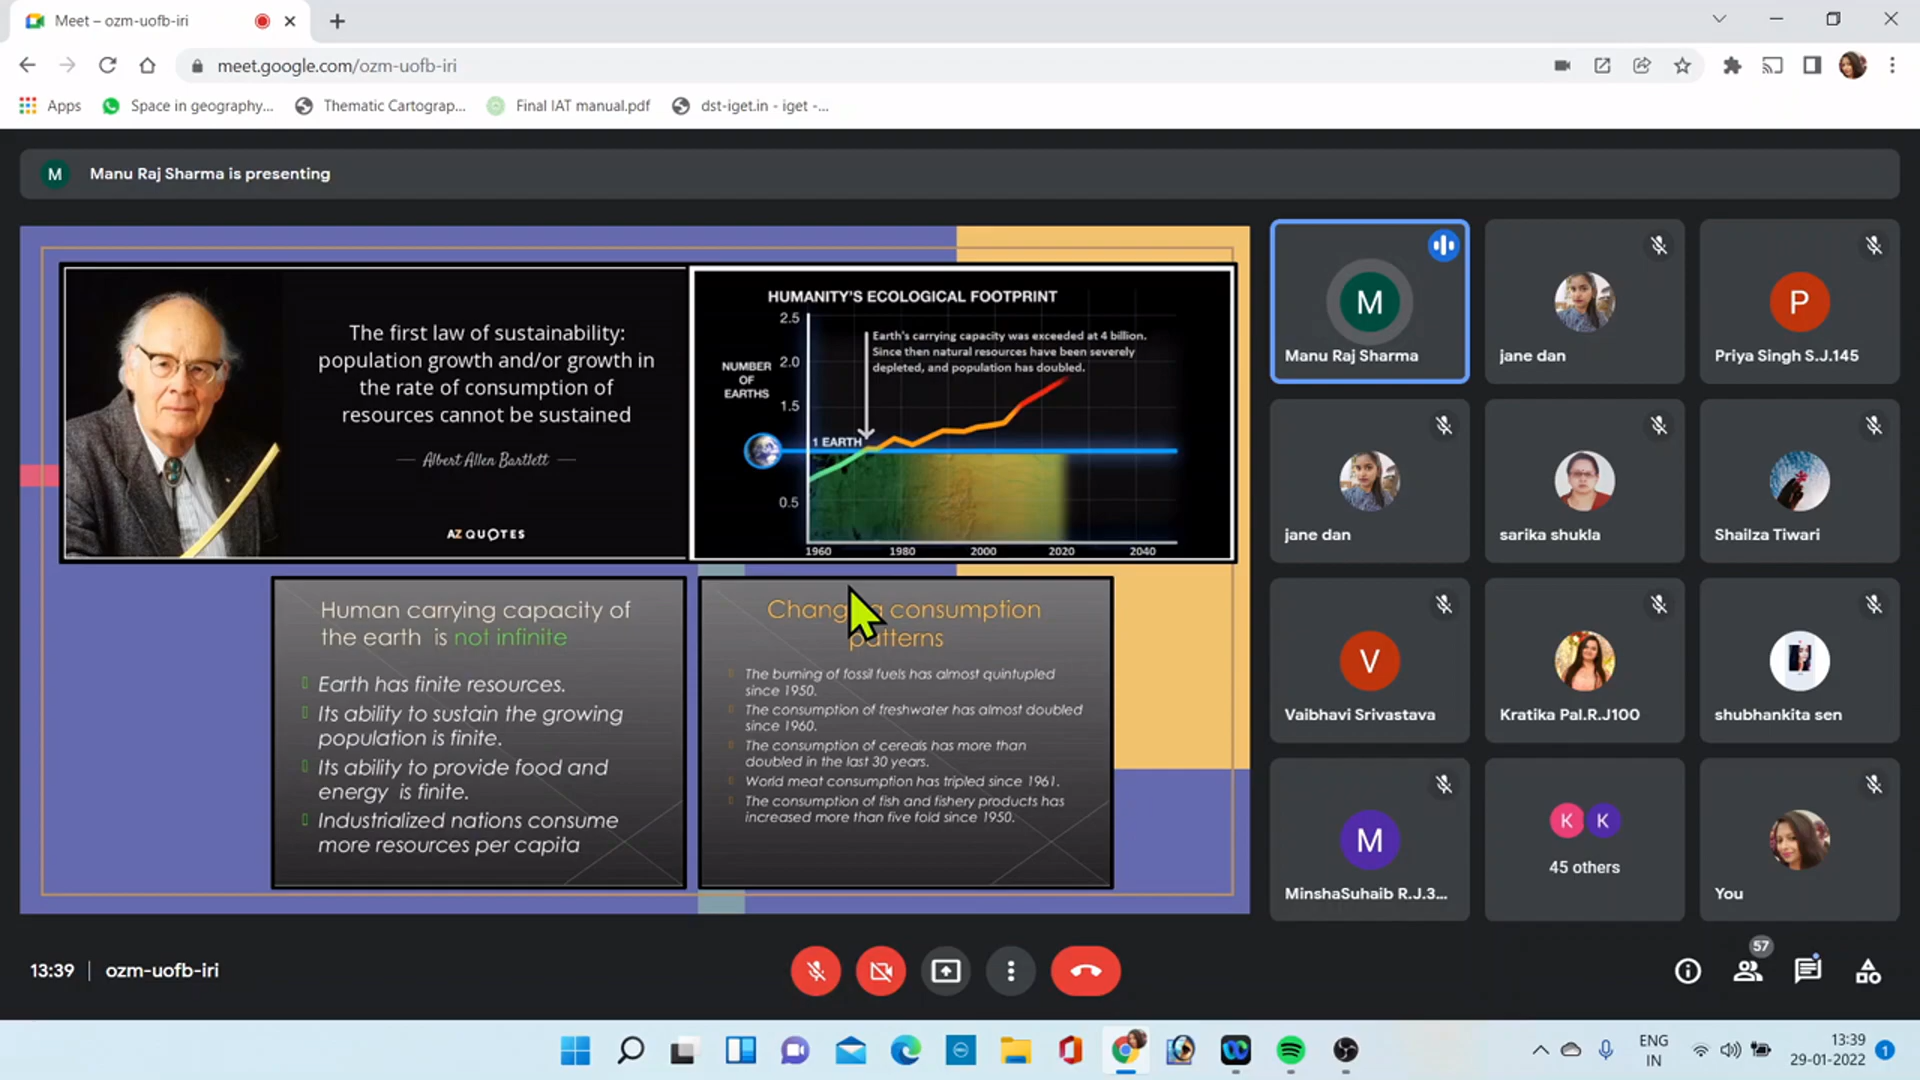 Meet – ozm-uofb-iri
meet.google.com/ozm-uofb-iri
Apps
Space in geography...
Thematic Cartograp...
Final IAT manual.pdf
dst-iget.in - iget -...
M
Manu Raj Sharma is presenting
The first law of sustainability:
population growth and/or growth in
the rate of consumption of
resources cannot be sustained
Albert Allen Bartlett
AZ QUOTES
HUMANITY'S ECOLOGICAL FOOTPRINT
2.5
Earth's carrying capacity was exceeded at 4 billion.
Since then natural resources have been severely
depleted, and population has doubled.
NUMBER
OF
EARTHS
2.0
1.5
1 EARTH
0.5
1960 1980 2000 2020 2040
Human carrying capacity of
the earth is not infinite
Earth has finite resources.
Its ability to sustain the growing
population is finite.
Its ability to provide food and
energy is finite.
Industrialized nations consume
more resources per capita
consumption
patterns
The burning of fossil fuels has almost quintupled
since 1950.
The consumption of freshwater has almost doubled
since 1960.
The consumption of cereals has more than
doubled in the last 30 years.
World meat consumption has tripled since 1961.
The consumption of fish and fishery products has
increased more than five fold since 1950.
M
Manu Raj Sharma
jane dan
P
Priya Singh S.J.145
jane dan
sarika shukla
Shailza Tiwari
V
Vaibhavi Srivastava
Kratika Pal.R.J100
shubhankita sen
M
MinshaSuhaib R.J.3...
K K
45 others
You
13:39 | ozm-uofb-iri
57
ENG
IN
13:39
29-01-2022
1